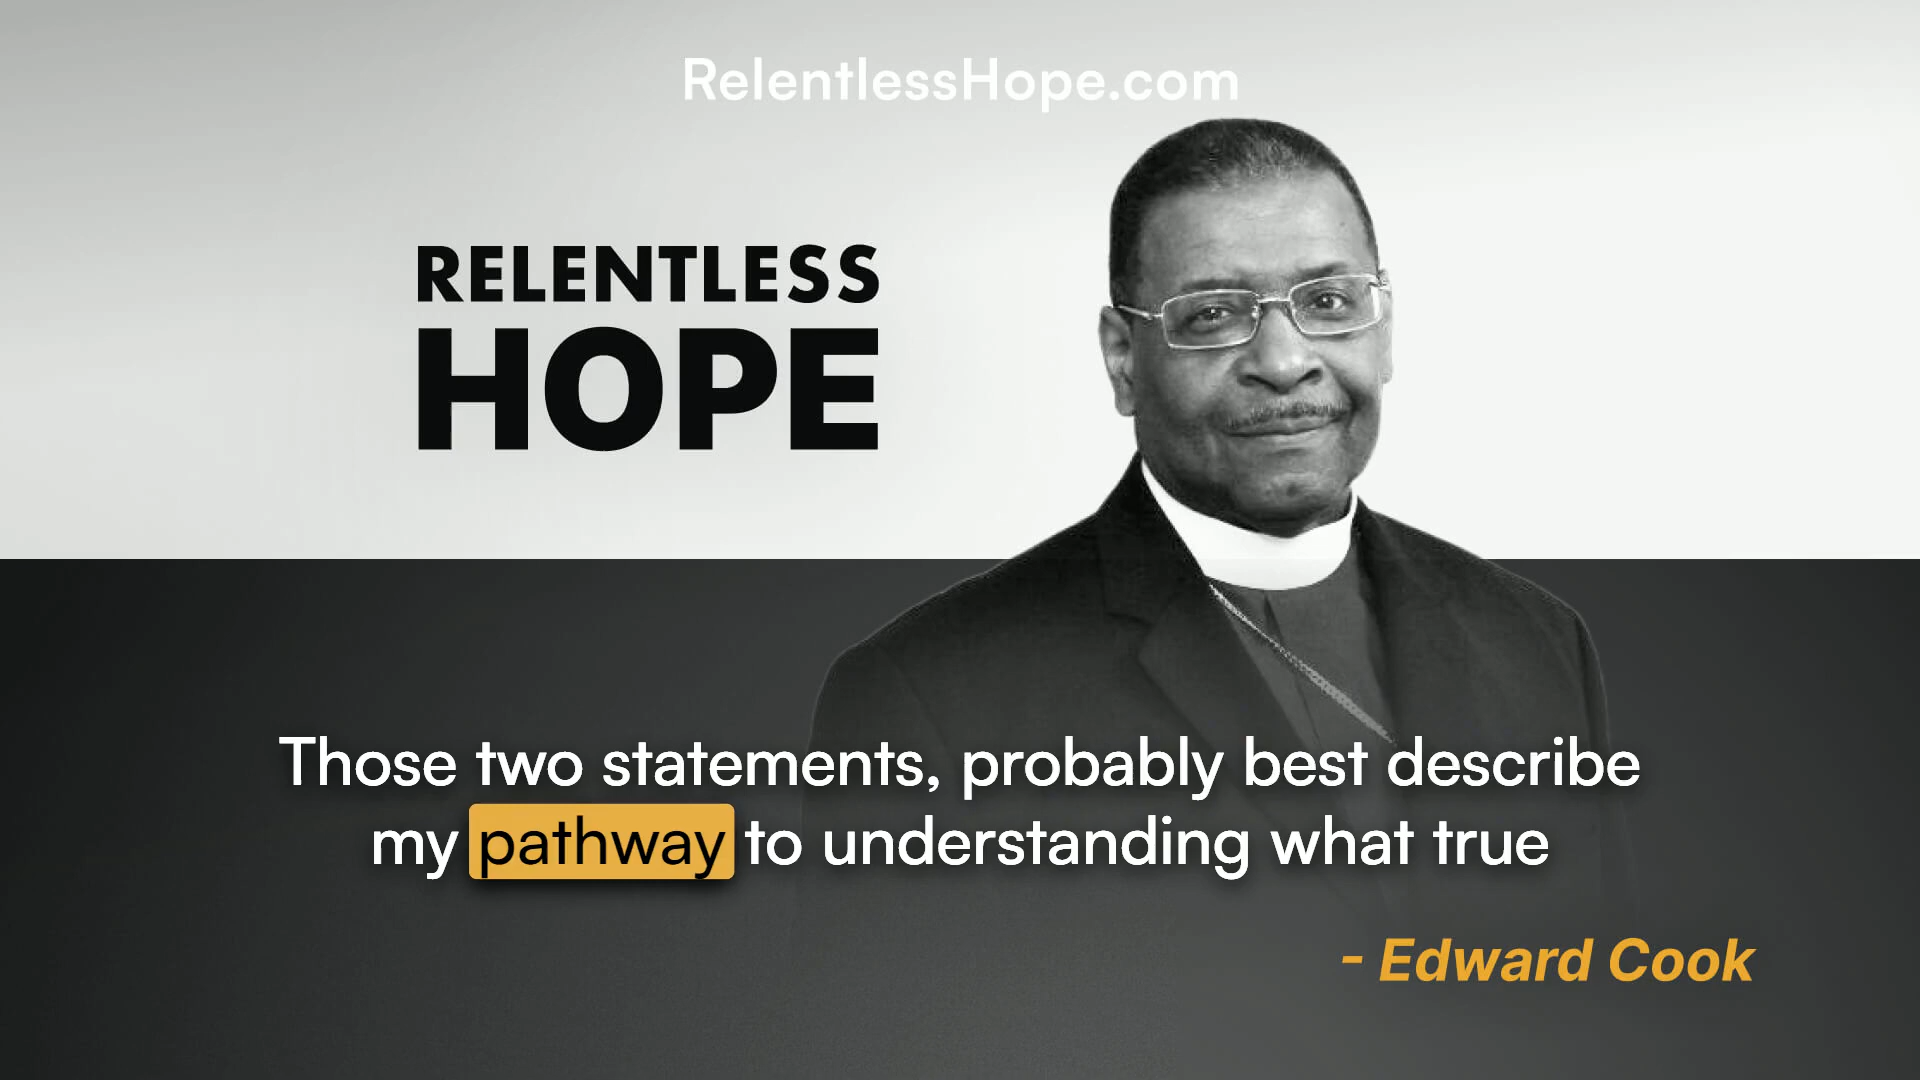 RelentlessHope.com
RELENTLESS
HOPE
Those two statements, probably best describe
my pathway to understanding what true
- Edward Cook